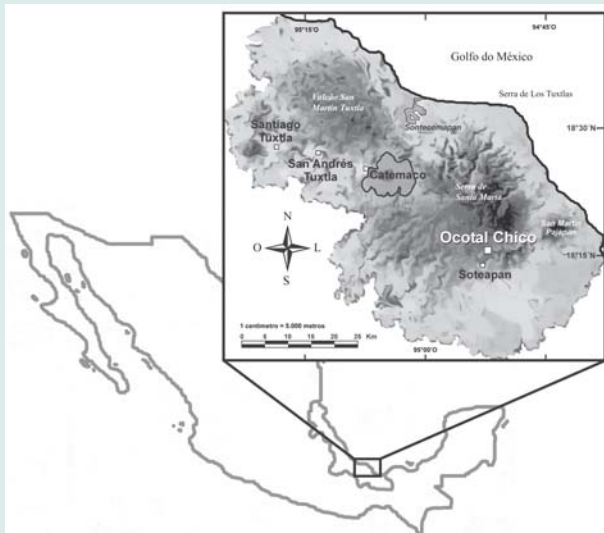 95°15'O
94°45'O
Golfo do México
Serra de Los Tuxtlas
Vulcão San
Martín Tuxtla
Sontecomapan
18°30'N
Santiago
Tuxtla
San Andrés
Tuxtla
Catemaco
Serra de
Santa Marta
San Martín
Pajapan
N
O
L
S
Ocotal Chico
18°15'N
Soteapan
1 centímetro = 5.000 metros
0 5 10 15 20 25 Km
95°00'O